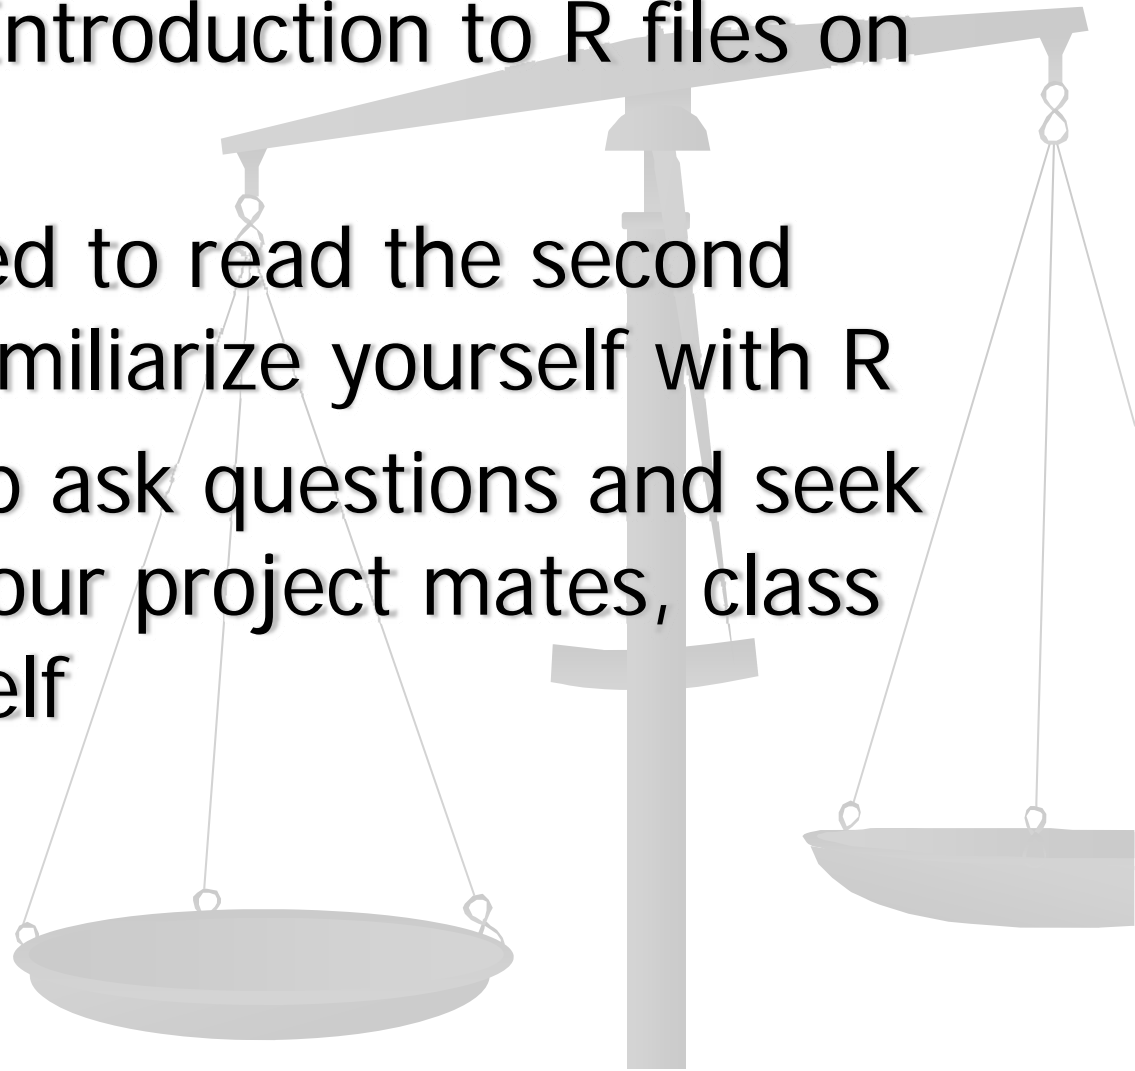 ntroduction to R files on
ed to read the second
miliarize yourself with R
o ask questions and seek
our project mates, class
elf